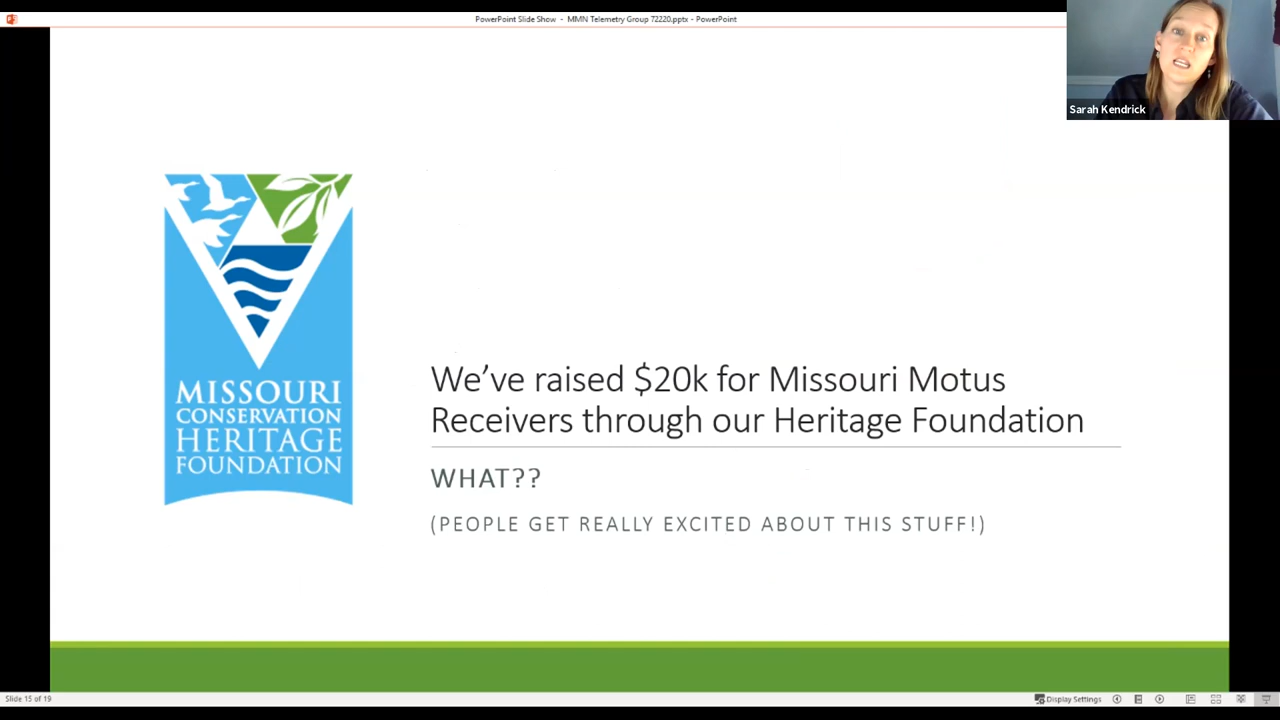 PowerPoint Slide Show - MMN Telemetry Group 72220.pptx - PowerPoint
Sarah Kendrick
MISSOURI
CONSERVATION
HERITAGE
FOUNDATION
We've raised $20k for Missouri Motus
Receivers through our Heritage Foundation
WHAT??
(PEOPLE GET REALLY EXCITED ABOUT THIS STUFF!)
Slide 15 of 19
Display Settings